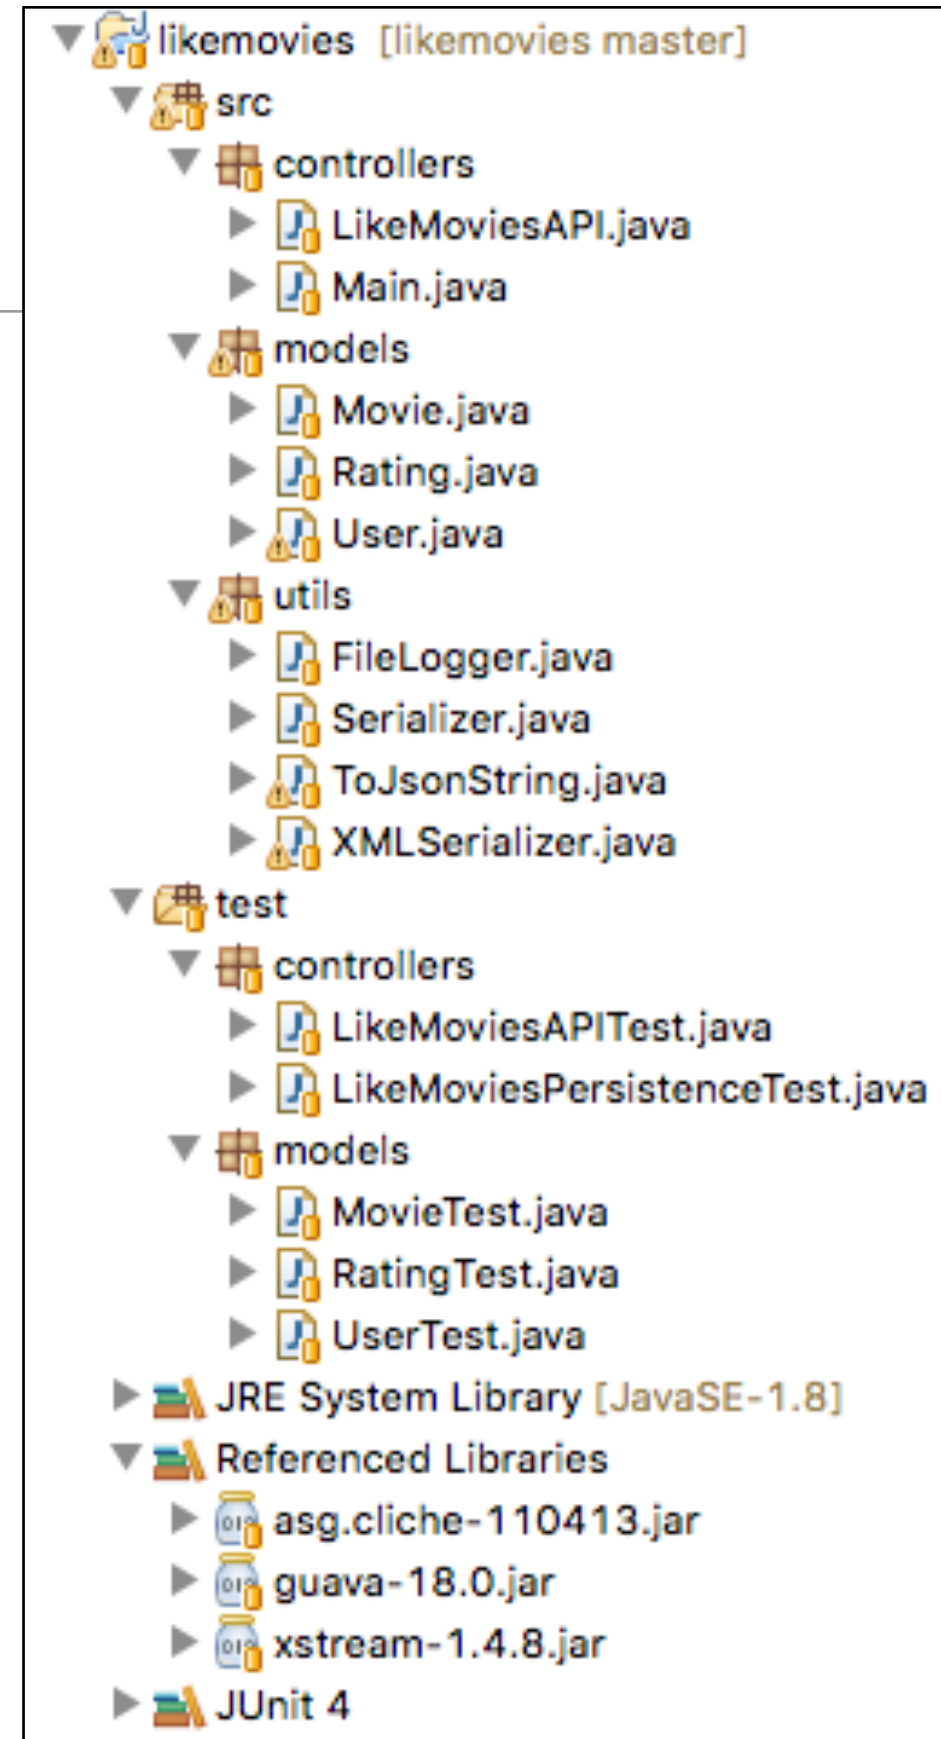 likemovies [likemovies master]
src
controllers
LikeMoviesAPI.java
Main.java
models
Movie.java
Rating.java
User.java
utils
FileLogger.java
Serializer.java
ToJsonString.java
XMLSerializer.java
test
controllers
LikeMoviesAPITest.java
LikeMoviesPersistenceTest.java
models
MovieTest.java
RatingTest.java
UserTest.java
JRE System Library [JavaSE-1.8]
Referenced Libraries
asg.cliche-110413.jar
guava-18.0.jar
xstream-1.4.8.jar
JUnit 4